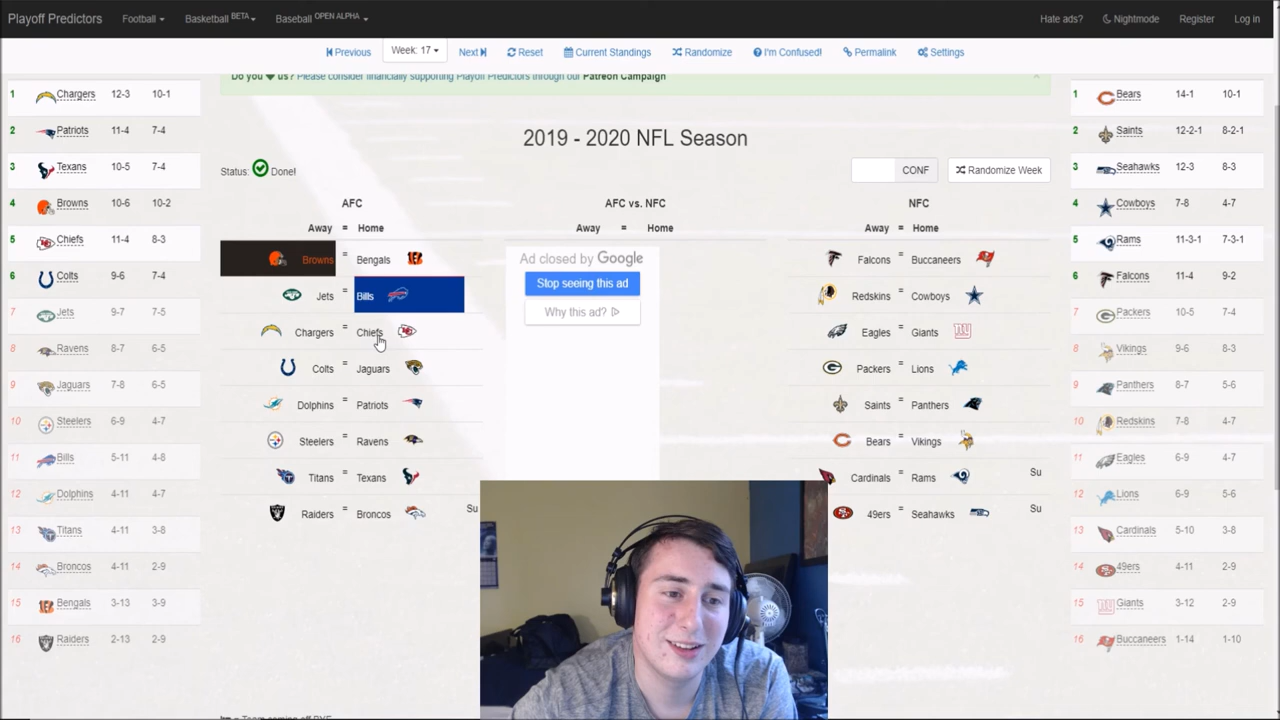 Playoff Predictors Football Basketball BETA Baseball OPEN ALPHA Hate ads? Nightmode Register Log in
Previous Week: 17 Next Reset Current Standings Randomize I'm Confused! Permalink Settings
Do you us? Please consider financially supporting Playoff Predictors through our Patreon Campaign ×
2019 - 2020 NFL Season
Status: Done! CONF Randomize Week
1 Chargers 12-3 10-1
2 Patriots 11-4 7-4
3 Texans 10-5 7-4
4 Browns 10-6 10-2
5 Chiefs 11-4 8-3
6 Colts 9-6 7-4
7 Jets 9-7 7-5
8 Ravens 8-7 6-5
9 Jaguars 7-8 6-5
10 Steelers 6-9 4-7
11 Bills 5-11 4-8
12 Dolphins 4-11 4-7
13 Titans 4-11 3-8
14 Broncos 4-11 2-9
15 Bengals 3-13 3-9
16 Raiders 2-13 2-9
AFC
Away = Home
Browns = Bengals
Jets = Bills
Chargers = Chiefs
Colts = Jaguars
Dolphins = Patriots
Steelers = Ravens
Titans = Texans
Raiders = Broncos Su
AFC vs. NFC
Away = Home
Ad closed by Google
Stop seeing this ad
Why this ad?
NFC
Away = Home
Falcons = Buccaneers
Redskins = Cowboys
Eagles = Giants
Packers = Lions
Saints = Panthers
Bears = Vikings
Cardinals = Rams Su
49ers = Seahawks Su
1 Bears 14-1 10-1
2 Saints 12-2-1 8-2-1
3 Seahawks 12-3 8-3
4 Cowboys 7-8 4-7
5 Rams 11-3-1 7-3-1
6 Falcons 11-4 9-2
7 Packers 10-5 7-4
8 Vikings 9-6 8-3
9 Panthers 8-7 5-6
10 Redskins 7-8 4-7
11 Eagles 6-9 4-7
12 Lions 6-9 5-6
13 Cardinals 5-10 3-8
14 49ers 4-11 2-9
15 Giants 3-12 2-9
16 Buccaneers 1-14 1-10
= Team coming off BYE